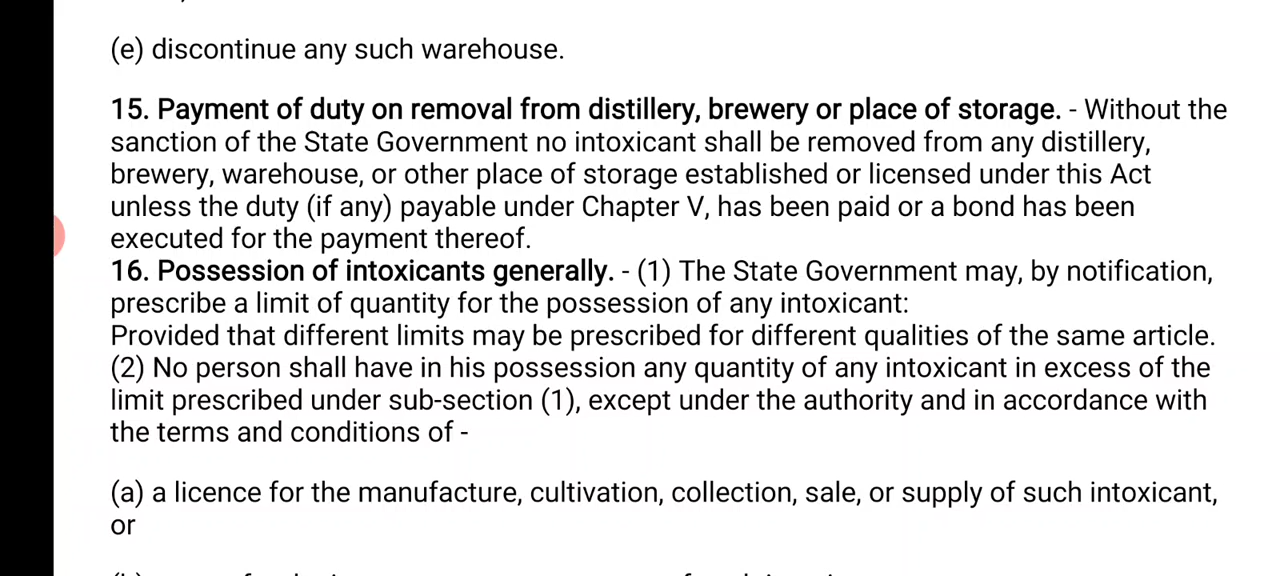 (e) discontinue any such warehouse.
15. Payment of duty on removal from distillery, brewery or place of storage. - Without the
sanction of the State Government no intoxicant shall be removed from any distillery,
brewery, warehouse, or other place of storage established or licensed under this Act
unless the duty (if any) payable under Chapter V, has been paid or a bond has been
executed for the payment thereof.
16. Possession of intoxicants generally. - (1) The State Government may, by notification,
prescribe a limit of quantity for the possession of any intoxicant:
Provided that different limits may be prescribed for different qualities of the same article.
(2) No person shall have in his possession any quantity of any intoxicant in excess of the
limit prescribed under sub-section (1), except under the authority and in accordance with
the terms and conditions of -
(a) a licence for the manufacture, cultivation, collection, sale, or supply of such intoxicant,
or